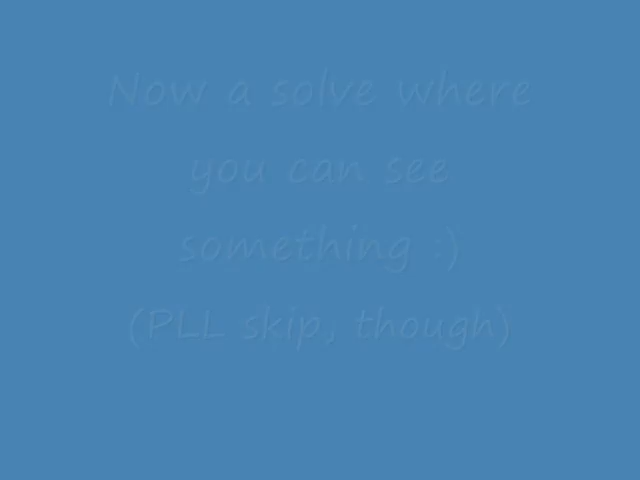 Now a solve where
you can see
something :)
(PLL skip, though)